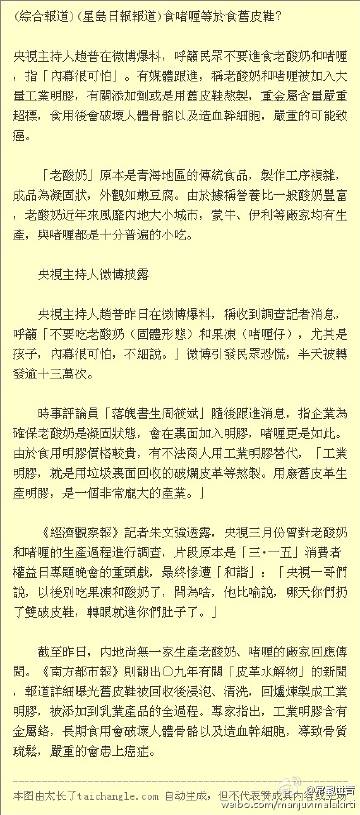 (綜合報道)(星島日報報道)食啫喱等於食舊皮鞋?
央視主持人趙普在微博爆料，呼籲民眾不要進食老酸奶和啫喱
，指「內幕很可怕」。有媒體跟進，稱老酸奶和啫喱被加入大
量工業明膠，有關添加劑或是用舊皮鞋熬製，重金屬含量嚴重
超標，食用後會破壞人體骨骼以及造血幹細胞，嚴重的可能致
癌。
「老酸奶」原本是青海地區的傳統食品，製作工序複雜，
成品為凝固狀，外觀如嫩豆腐。由於據稱營養比一般酸奶豐富
，老酸奶近年來風靡內地大小城市，蒙牛、伊利等廠家均有生
產，與啫喱都是十分普遍的小吃。
央視主持人微博披露
央視主持人趙普昨日在微博爆料，稱收到調查記者消息，
呼籲「不要吃老酸奶（固體形態）和果凍（啫喱仔），尤其是
孩子，內幕很可怕，不細說。」微博引發民眾恐慌，半天被轉
發逾十三萬次。
時事評論員「落魄書生周筱斌」隨後跟進消息，指企業為
確保老酸奶是凝固狀態，會在裏面加入明膠，啫喱更是如此。
由於食用明膠價格較貴，有不法商人用工業明膠替代，「工業
明膠，就是用垃圾裏面回收的破爛皮革等熬製。用廢舊皮革生
產明膠，是一個非常龐大的產業。」
《經濟觀察報》記者朱文強透露，央視三月份曾對老酸奶
和啫喱的生產過程進行調查，片段原本是「三·一五」消費者
權益日專題晚會的重頭戲，最終慘遭「和諧」：「央視一哥們
說，以後別吃果凍和酸奶了，問為啥，他比喻說，哪天你們扔
了雙破皮鞋，轉眼就進你們肚子了。」
截至昨日，內地尚無一家生產老酸奶、啫喱的廠家回應傳
聞。《南方都市報》則翻出〇九年有關「皮革水解物」的新聞
，報道詳細曝光舊皮鞋被回收後浸泡、清洗，回爐煉製成工業
明膠，被添加到乳業產品的全過程。專家指出，工業明膠含有
金屬鉻，長期食用會破壞人體骨骼以及造血幹細胞，導致骨質
疏鬆，嚴重的會患上癌症。
本图由太长了taichangle.com 自动生成，但不代表赞成其内容或立场
weibo.com/manjuvimalakirti